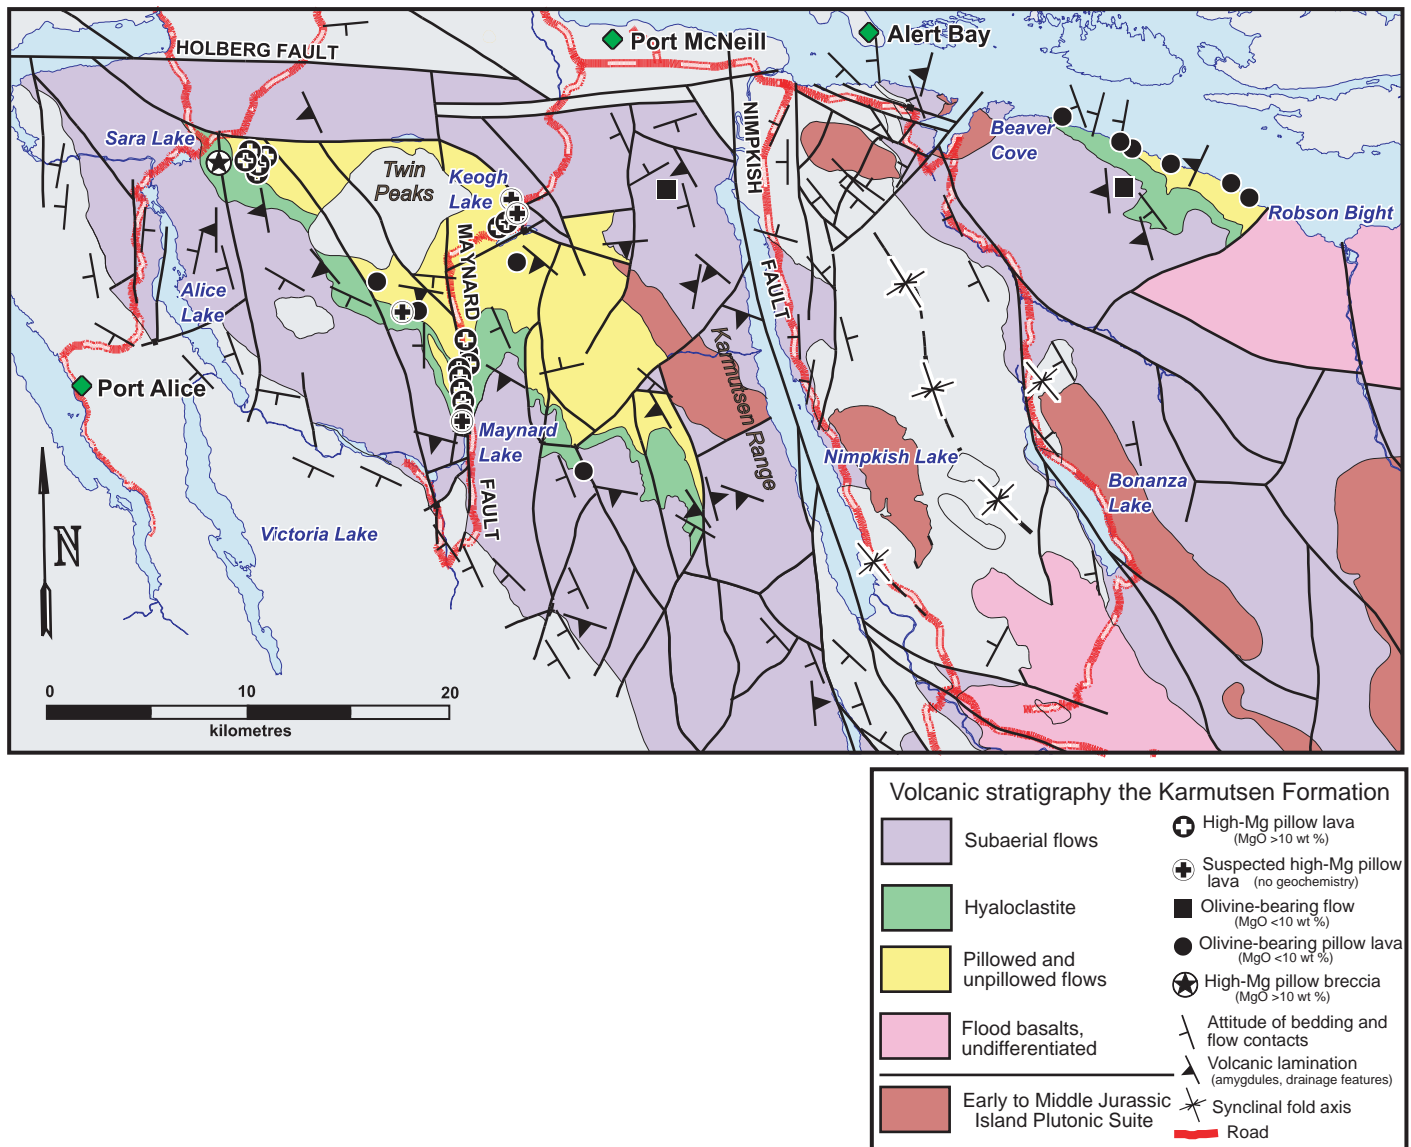 HOLBERG FAULT
Port McNeill
Alert Bay
Sara Lake
Twin
Peaks
Keogh
Lake
NIMPKISH
FAULT
Beaver
Cove
Robson Bight
MAYNARD
FAULT
Alice
Lake
Port Alice
Karmutsen Range
Maynard
Lake
Nimpkish Lake
Bonanza
Lake
Victoria Lake
N
0 10 20
kilometres
Volcanic stratigraphy the Karmutsen Formation
Subaerial flows
Hyaloclastite
Pillowed and
unpillowed flows
Flood basalts,
undifferentiated
Early to Middle Jurassic
Island Plutonic Suite
High-Mg pillow lava
(MgO >10 wt %)
Suspected high-Mg pillow
lava (no geochemistry)
Olivine-bearing flow
(MgO <10 wt %)
Olivine-bearing pillow lava
(MgO <10 wt %)
High-Mg pillow breccia
(MgO >10 wt %)
Attitude of bedding and
flow contacts
Volcanic lamination
(amygdules, drainage features)
Synclinal fold axis
Road